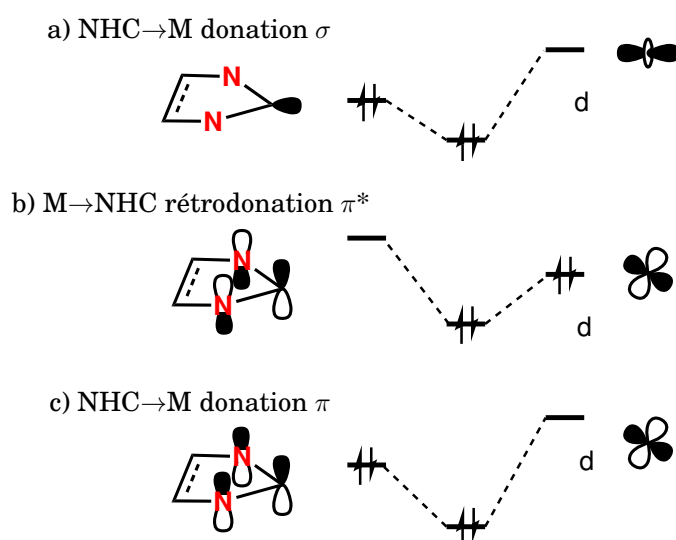 a) NHC→M donation σ
N
N
d
b) M→NHC rétrodonation π*
N
N
d
c) NHC→M donation π
N
N
d